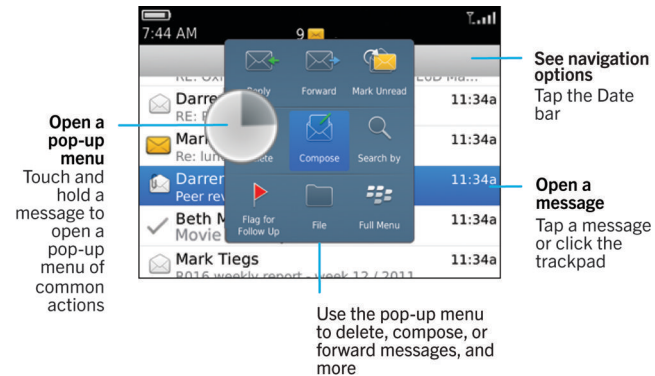 7:44 AM
9
Reply
Forward
Mark Unread
11:34a
RE:
Compose
Search by
Mark
Re: lun
11:34a
Darre
Peer rev
11:34a
Flag for
Follow Up
File
Full Menu
Beth M
Movie
11:34a
Mark Tiegs
11:34a
R016 weekly report - week 12 / 2011
Open a
pop-up
menu
Touch and
hold a
message to
open a
pop-up
menu of
common
actions
See navigation
options
Tap the Date
bar
Open a
message
Tap a message
or click the
trackpad
Use the pop-up menu
to delete, compose, or
forward messages, and
more